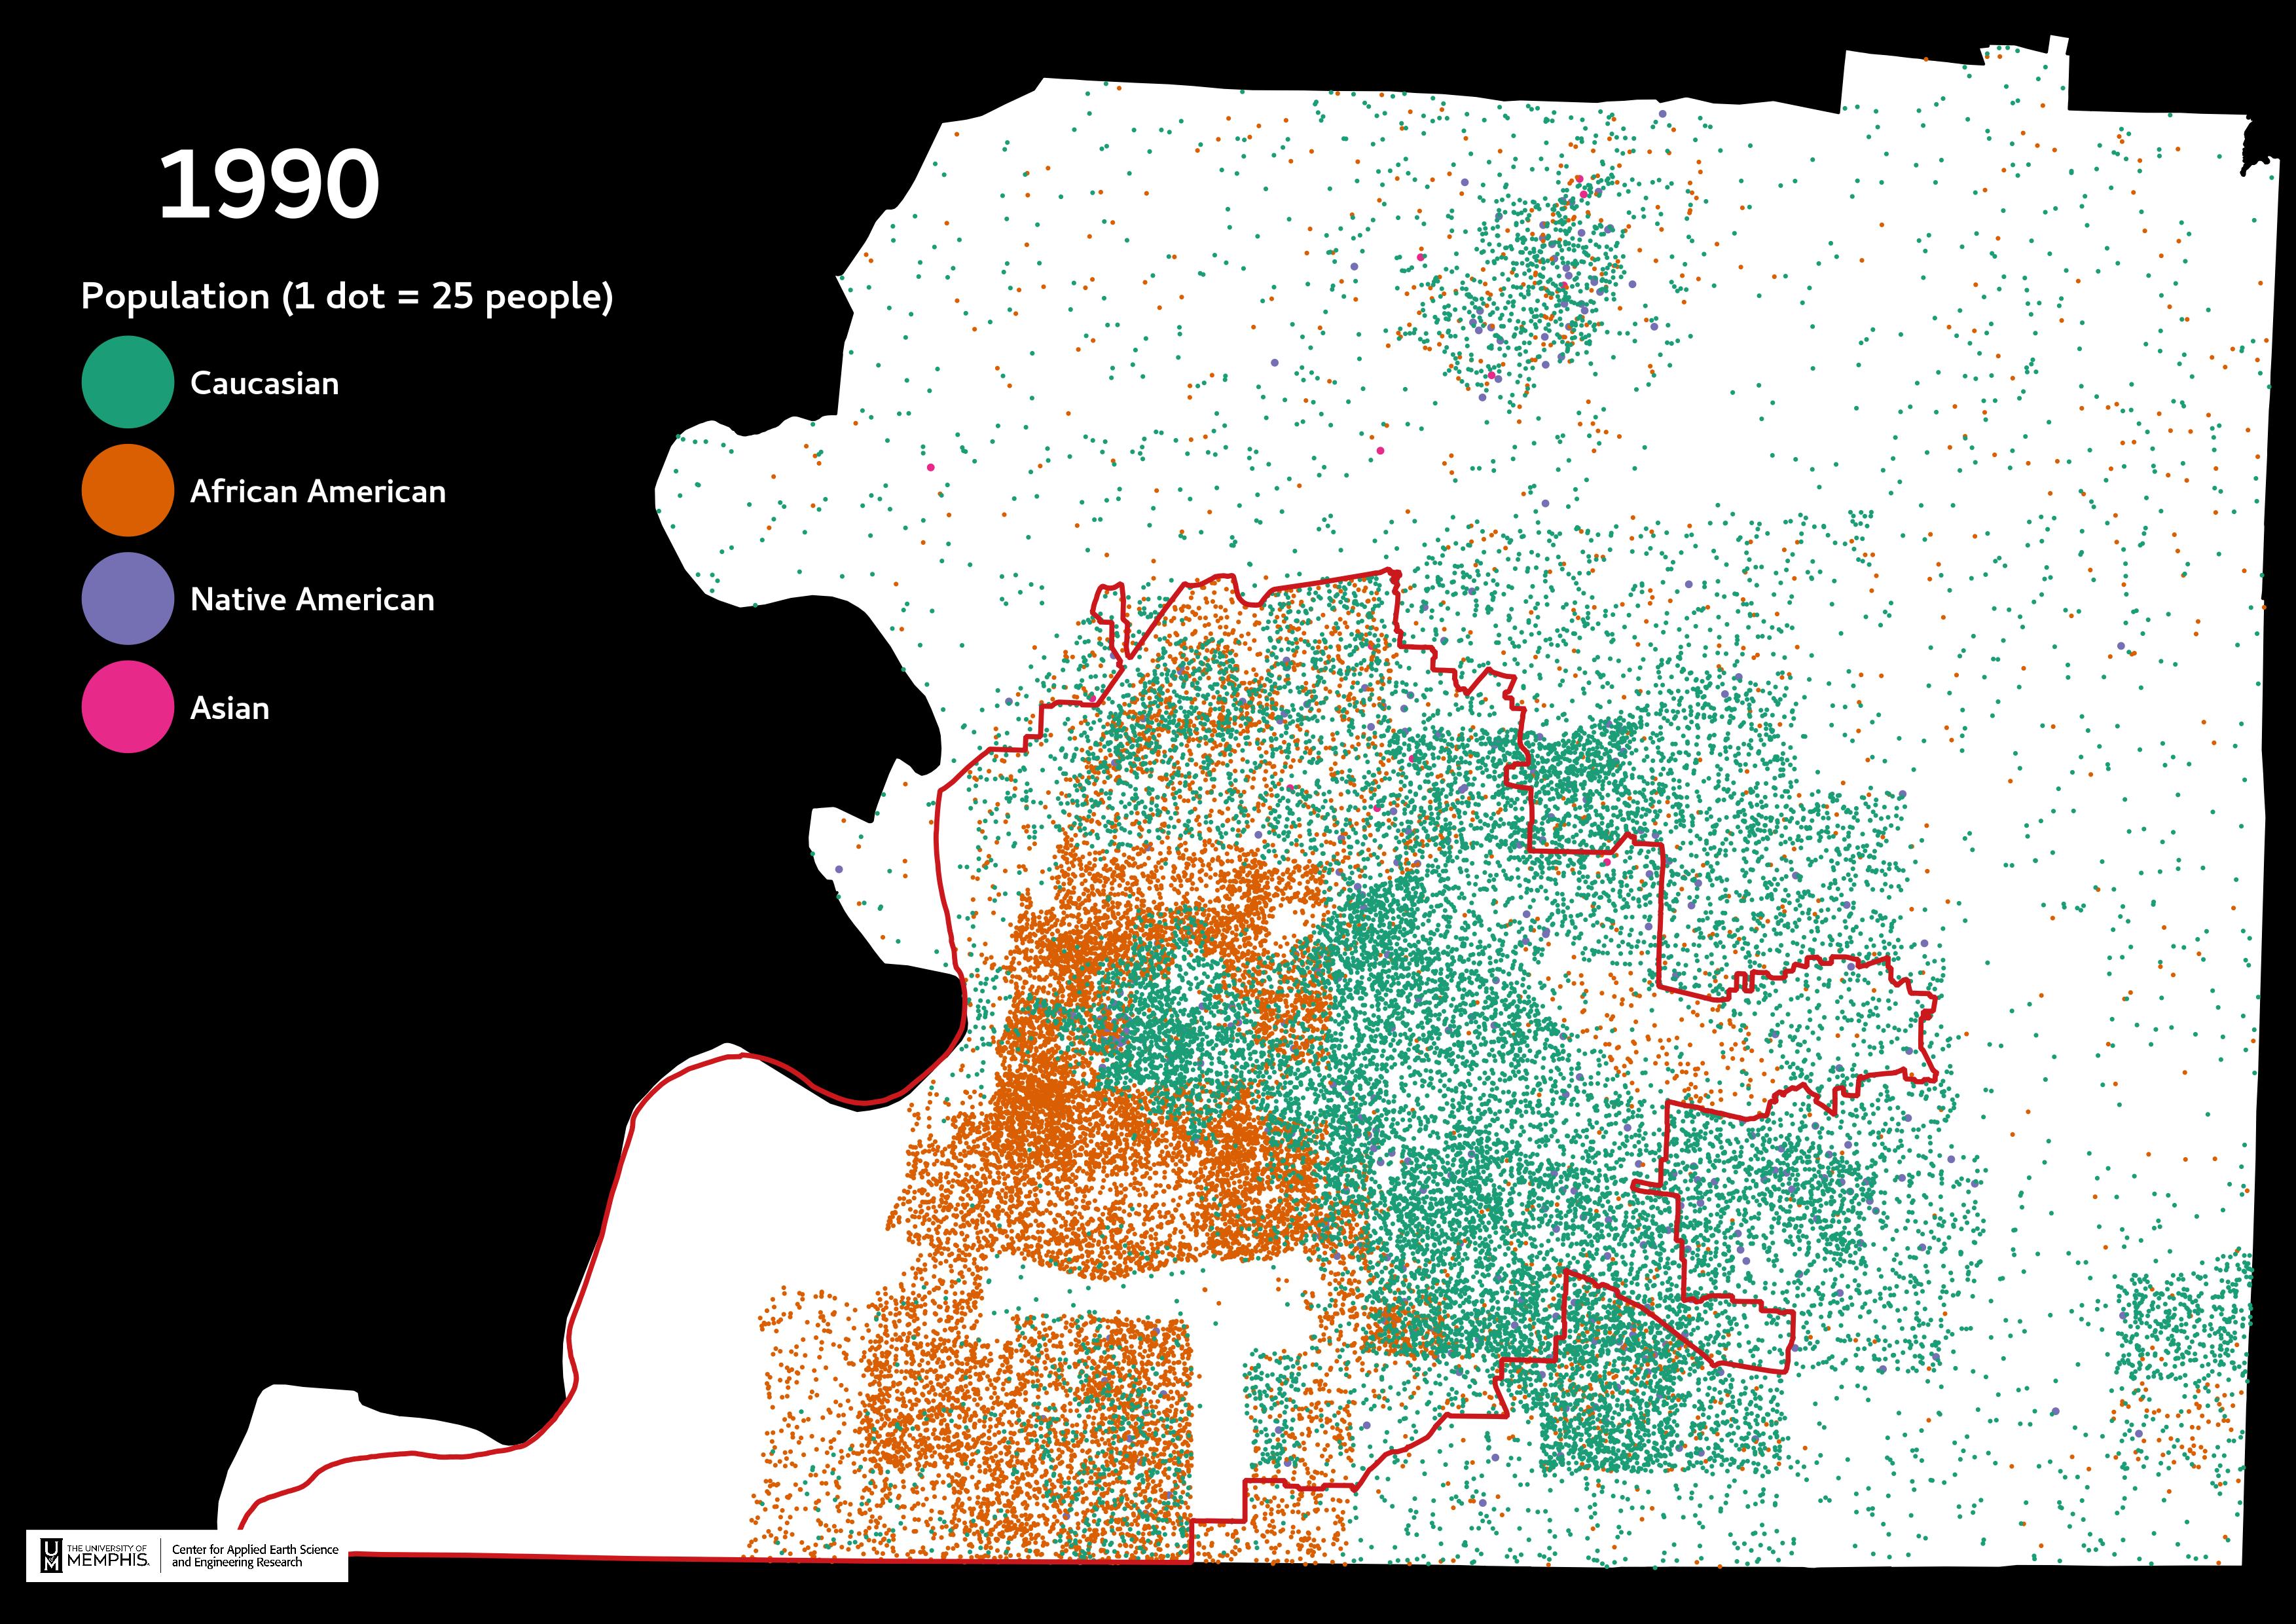 1990
Population (1 dot = 25 people)
Caucasian
African American
Native American
Asian
UM
THE UNIVERSITY OF
MEMPHIS.
Center for Applied Earth Science
and Engineering Research